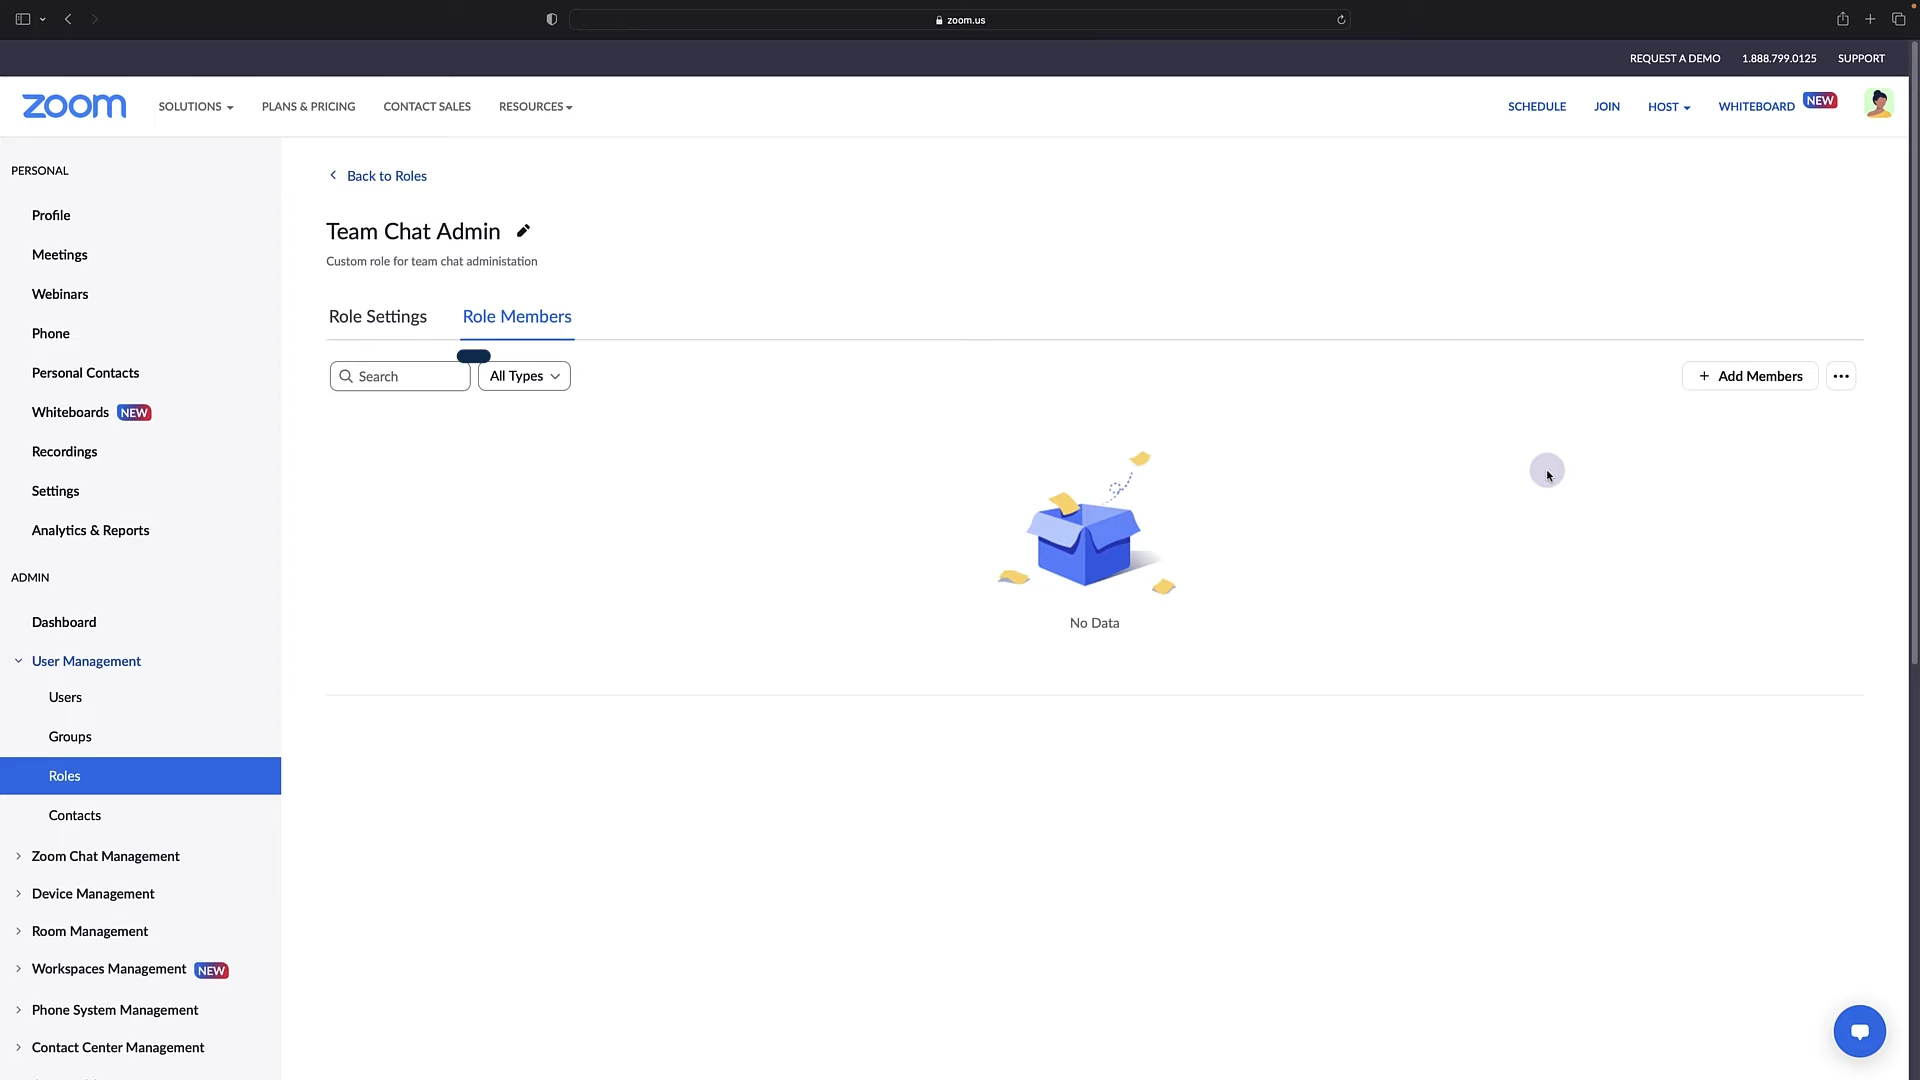 zoom.us
REQUEST A DEMO 1.888.799.0125 SUPPORT
zoom SOLUTIONS PLANS & PRICING CONTACT SALES RESOURCES SCHEDULE JOIN HOST WHITEBOARD NEW
PERSONAL
Profile
Meetings
Webinars
Phone
Personal Contacts
Whiteboards NEW
Recordings
Settings
Analytics & Reports
ADMIN
Dashboard
User Management
Users
Groups
Roles
Contacts
Zoom Chat Management
Device Management
Room Management
Workspaces Management NEW
Phone System Management
Contact Center Management
Back to Roles
Team Chat Admin
Custom role for team chat administation
Role Settings Role Members
Search All Types Add Members
No Data